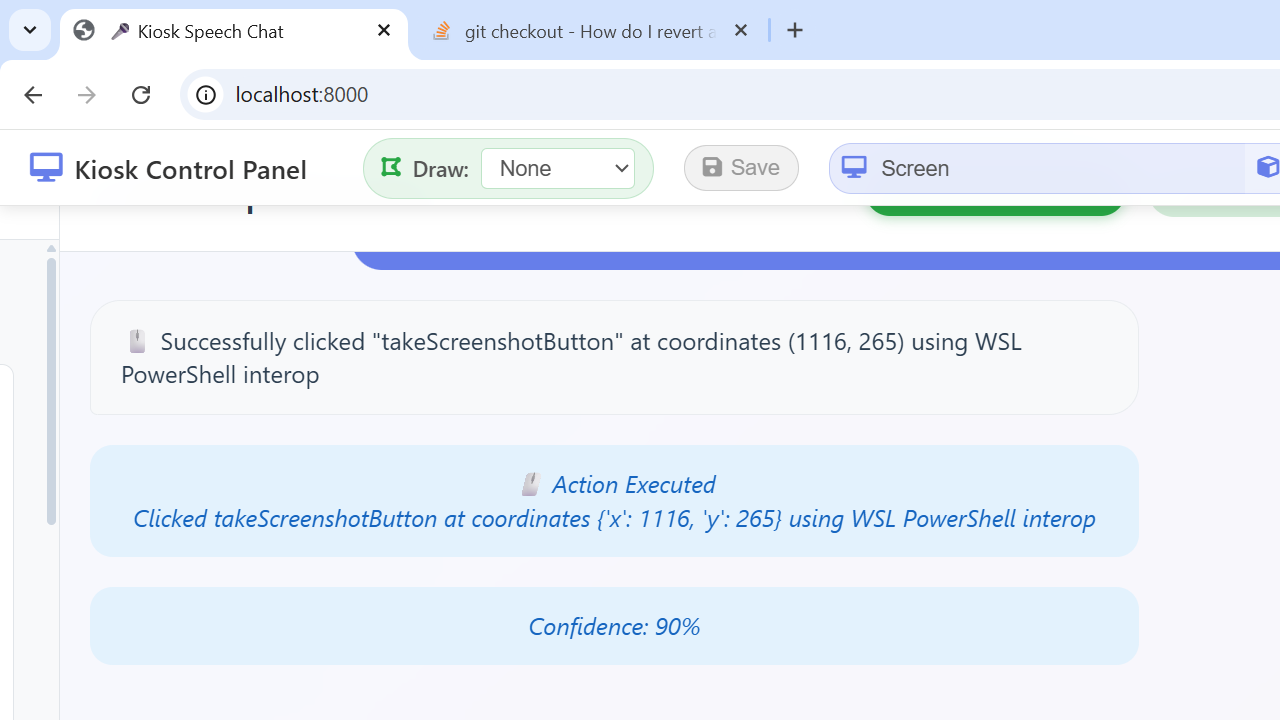 Kiosk Speech Chat
git checkout - How do I revert a
localhost:8000
Kiosk Control Panel
Draw:
None
Save
Screen
Successfully clicked "takeScreenshotButton" at coordinates (1116, 265) using WSL
PowerShell interop
Action Executed
Clicked takeScreenshotButton at coordinates {'x': 1116, 'y': 265} using WSL PowerShell interop
Confidence: 90%